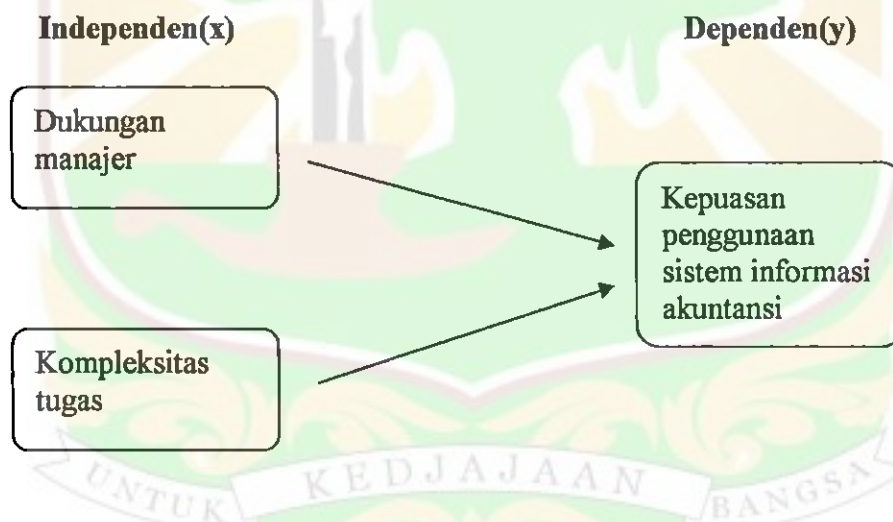 Independen(x)
Dependen(y)
Dukungan
manajer
Kepuasan
penggunaan
sistem informasi
akuntansi
Kompleksitas
tugas
UNTUK KEDJAJAAN BANGSA